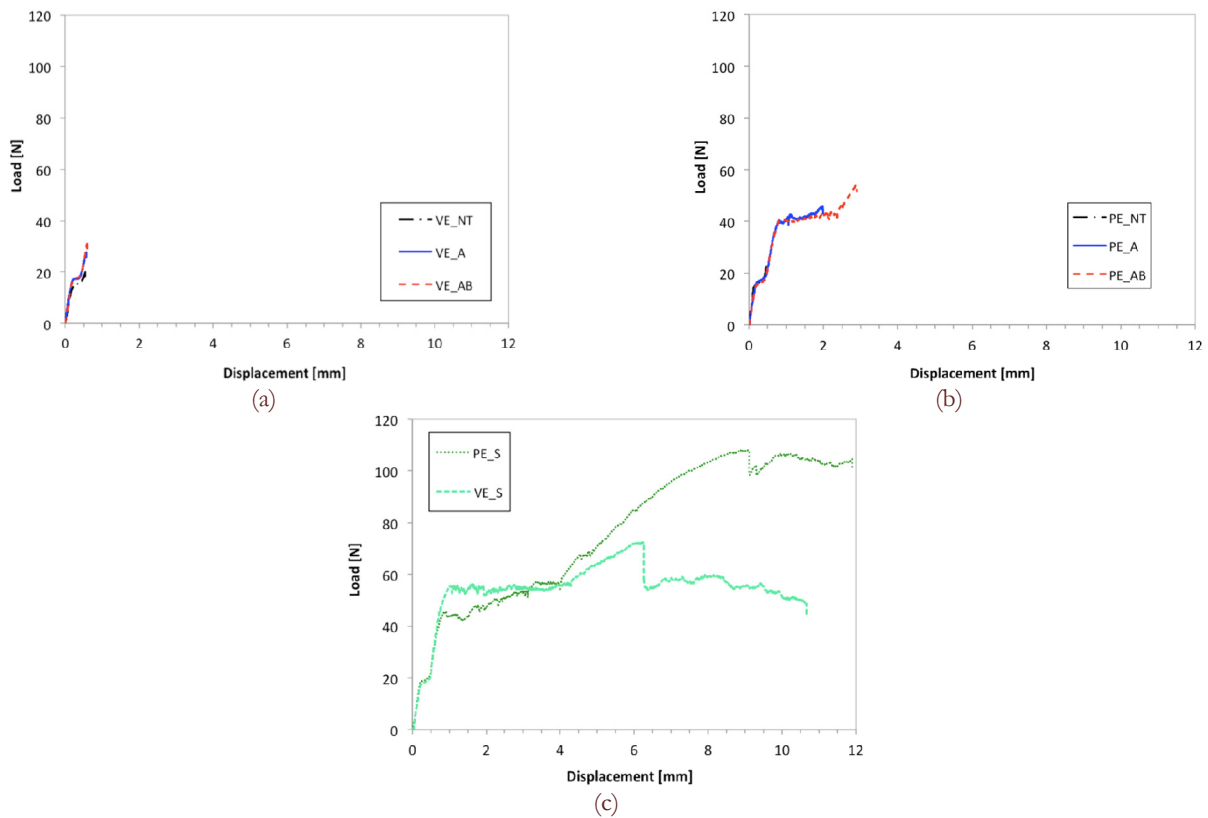 120
100
80
60
40
20
0
Load [N]
VE_NT
VE_A
VE_AB
0 2 4 6 8 10 12
Displacement [mm]
(a)
120
100
80
60
40
20
0
Load [N]
PE_NT
PE_A
PE_AB
0 2 4 6 8 10 12
Displacement [mm]
(b)
120
100
80
60
40
20
0
Load [N]
PE_S
VE_S
0 2 4 6 8 10 12
Displacement [mm]
(c)